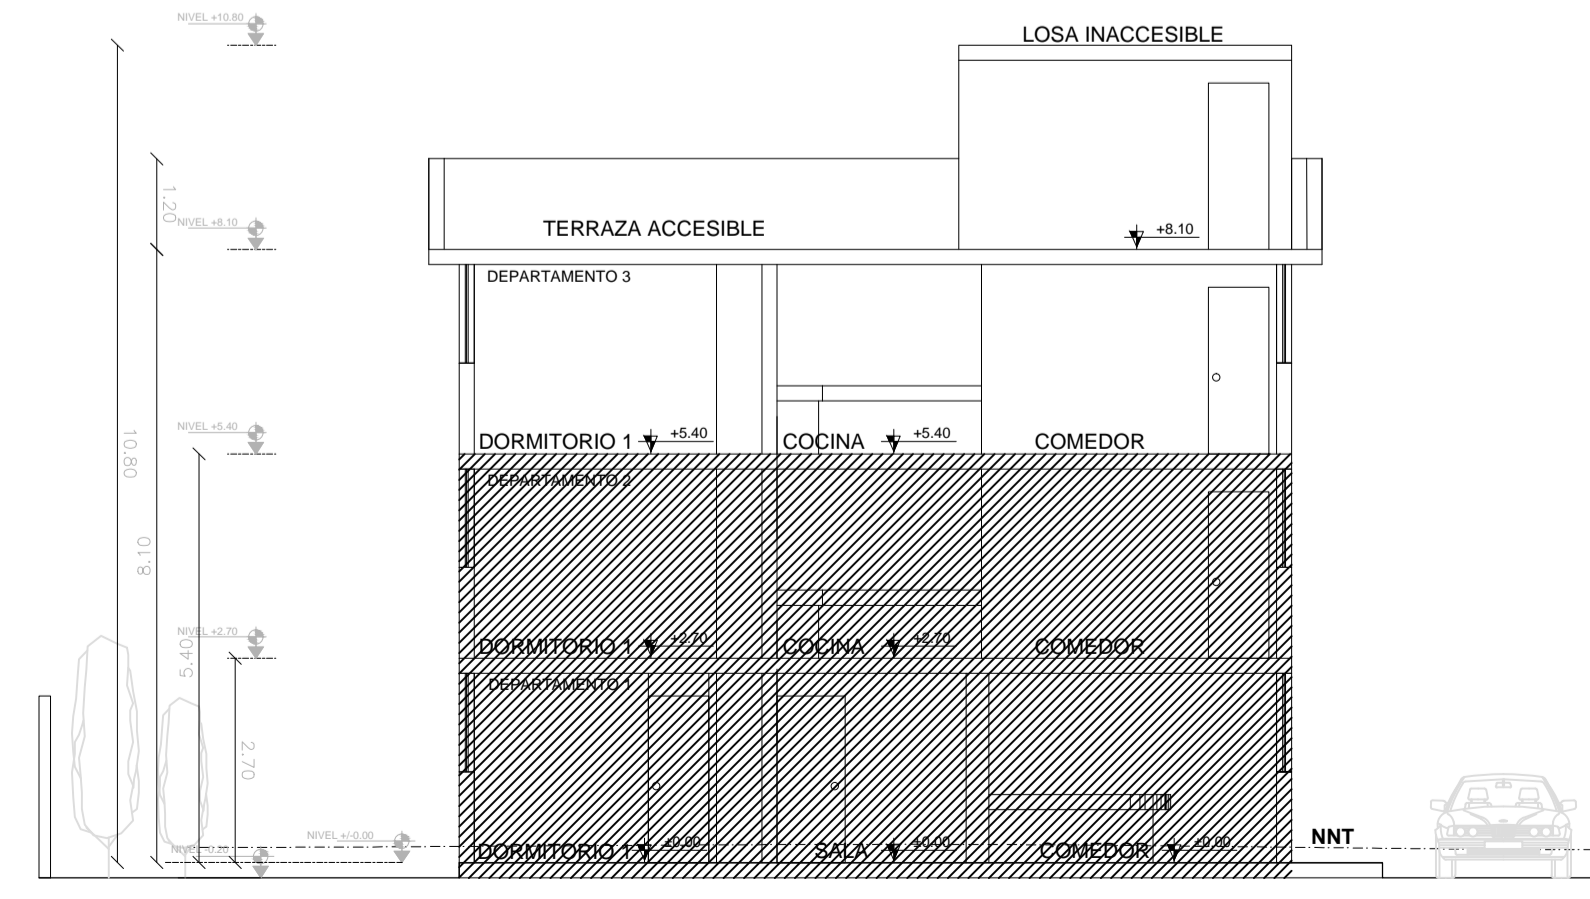 NIVEL +10.80
LOSA INACCESIBLE
1.20
NIVEL +8.10
TERRAZA ACCESIBLE
+8.10
DEPARTAMENTO 3
NIVEL +5.40
10.80
DORMITORIO 1
+5.40
COCINA
+5.40
COMEDOR
DEPARTAMENTO 2
8.10
NIVEL +2.70
5.40
DORMITORIO 1
+2.70
COCINA
+2.70
COMEDOR
DEPARTAMENTO 1
2.70
NIVEL +/-0.00
NIVEL -0.20
DORMITORIO 1
±0.00
SALA
±0.00
COMEDOR
±0.00
NNT